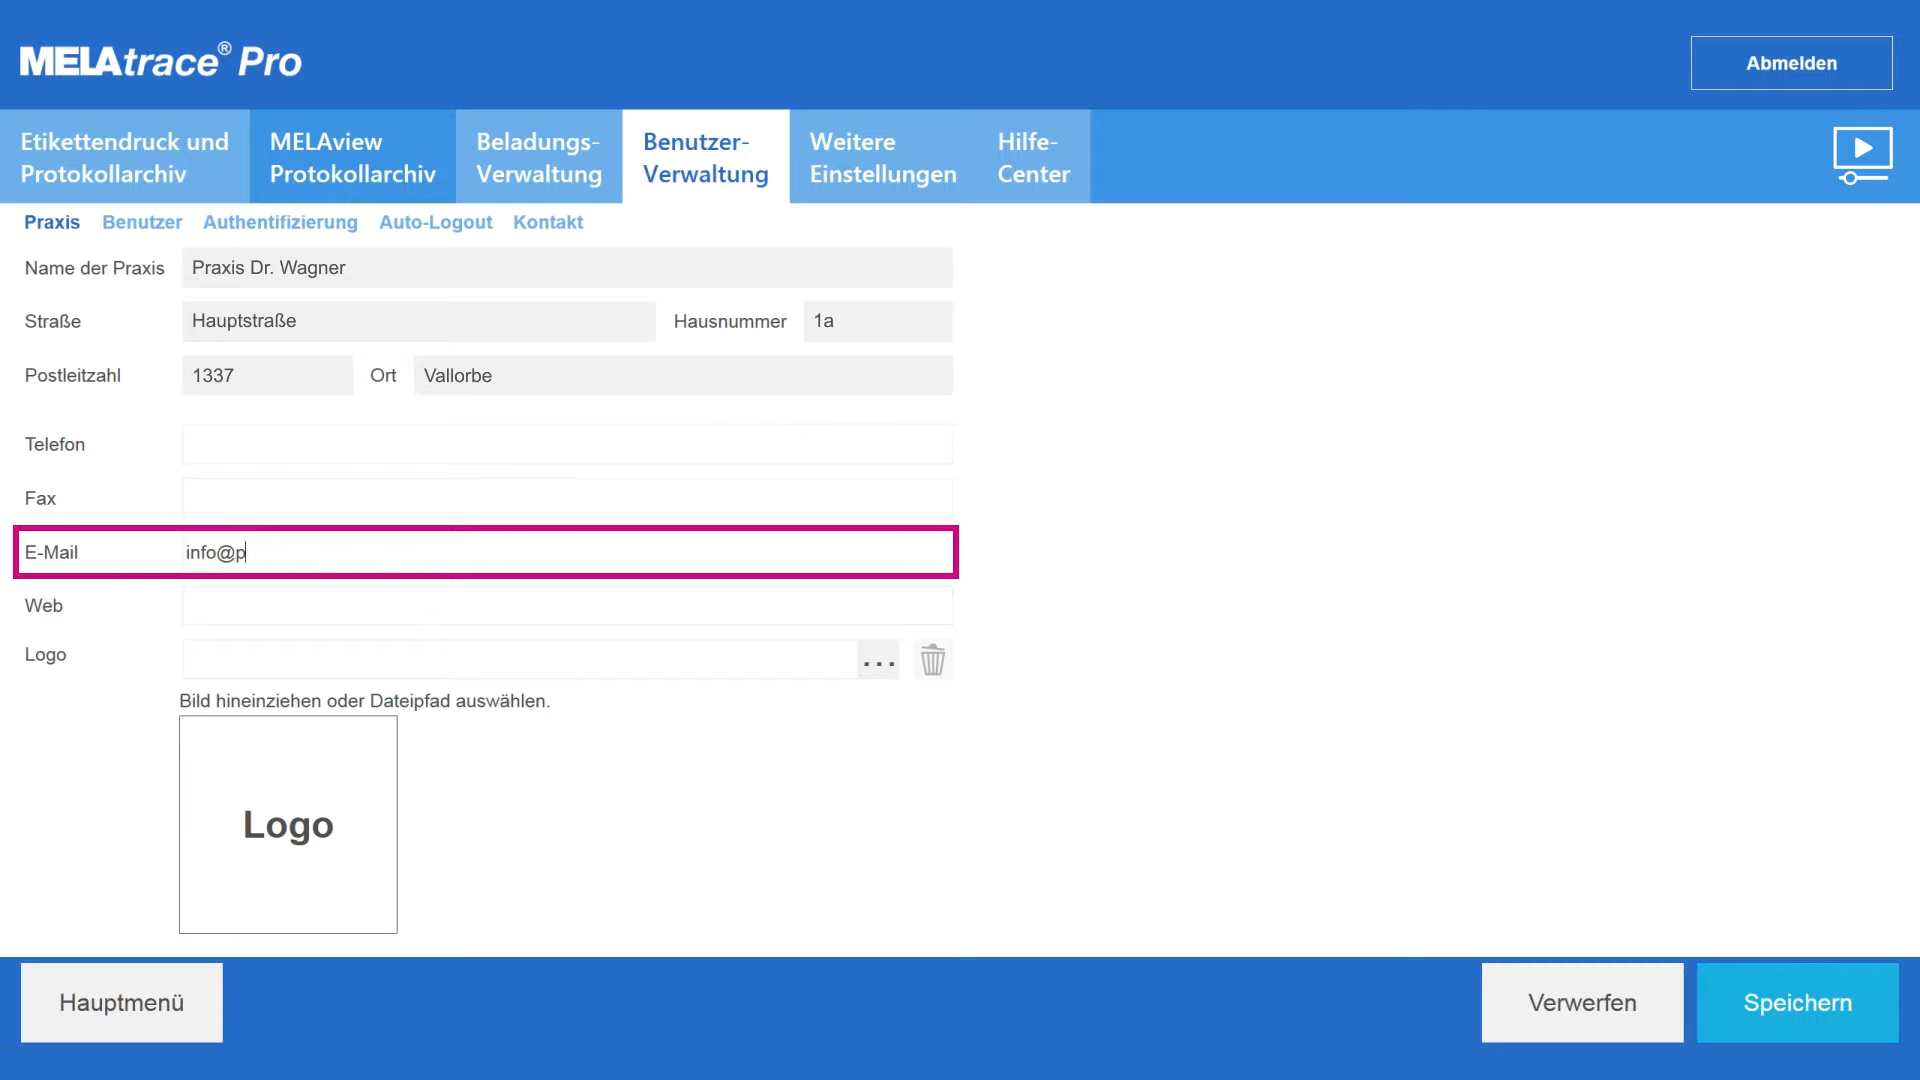 MELAtrace® Pro
Abmelden
Etikettendruck und
Protokollarchiv
MELAview
Protokollarchiv
Beladungs-
Verwaltung
Benutzer-
Verwaltung
Weitere
Einstellungen
Hilfe-
Center
Praxis Benutzer Authentifizierung Auto-Logout Kontakt
Name der Praxis Praxis Dr. Wagner
Straße Hauptstraße Hausnummer 1a
Postleitzahl 1337 Ort Vallorbe
Telefon
Fax
E-Mail info@p
Web
Logo ...
Bild hineinziehen oder Dateipfad auswählen.
Logo
Hauptmenü Verwerfen Speichern